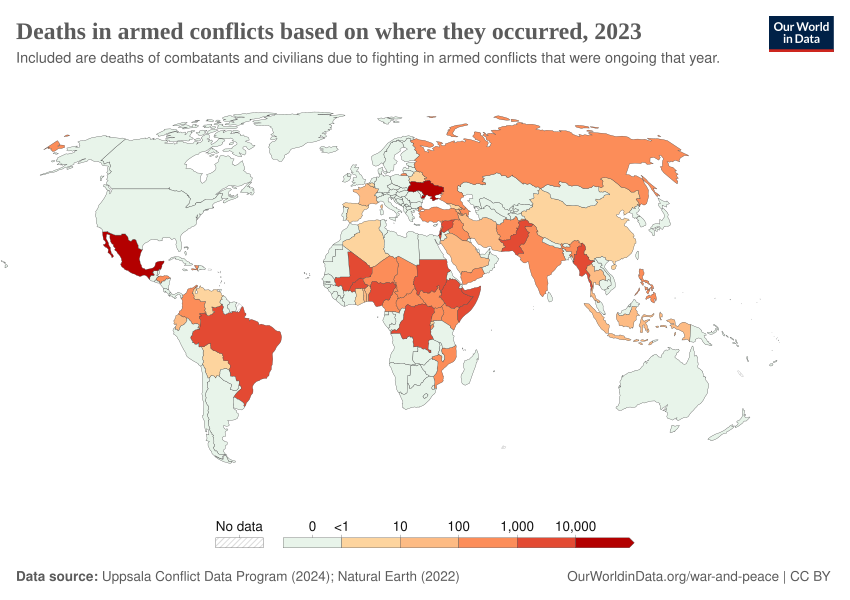 Deaths in armed conflicts based on where they occurred, 2023
Our World
in Data
Included are deaths of combatants and civilians due to fighting in armed conflicts that were ongoing that year.
No data
0
<1
10
100
1,000
10,000
Data source: Uppsala Conflict Data Program (2024); Natural Earth (2022)
OurWorldinData.org/war-and-peace | CC BY